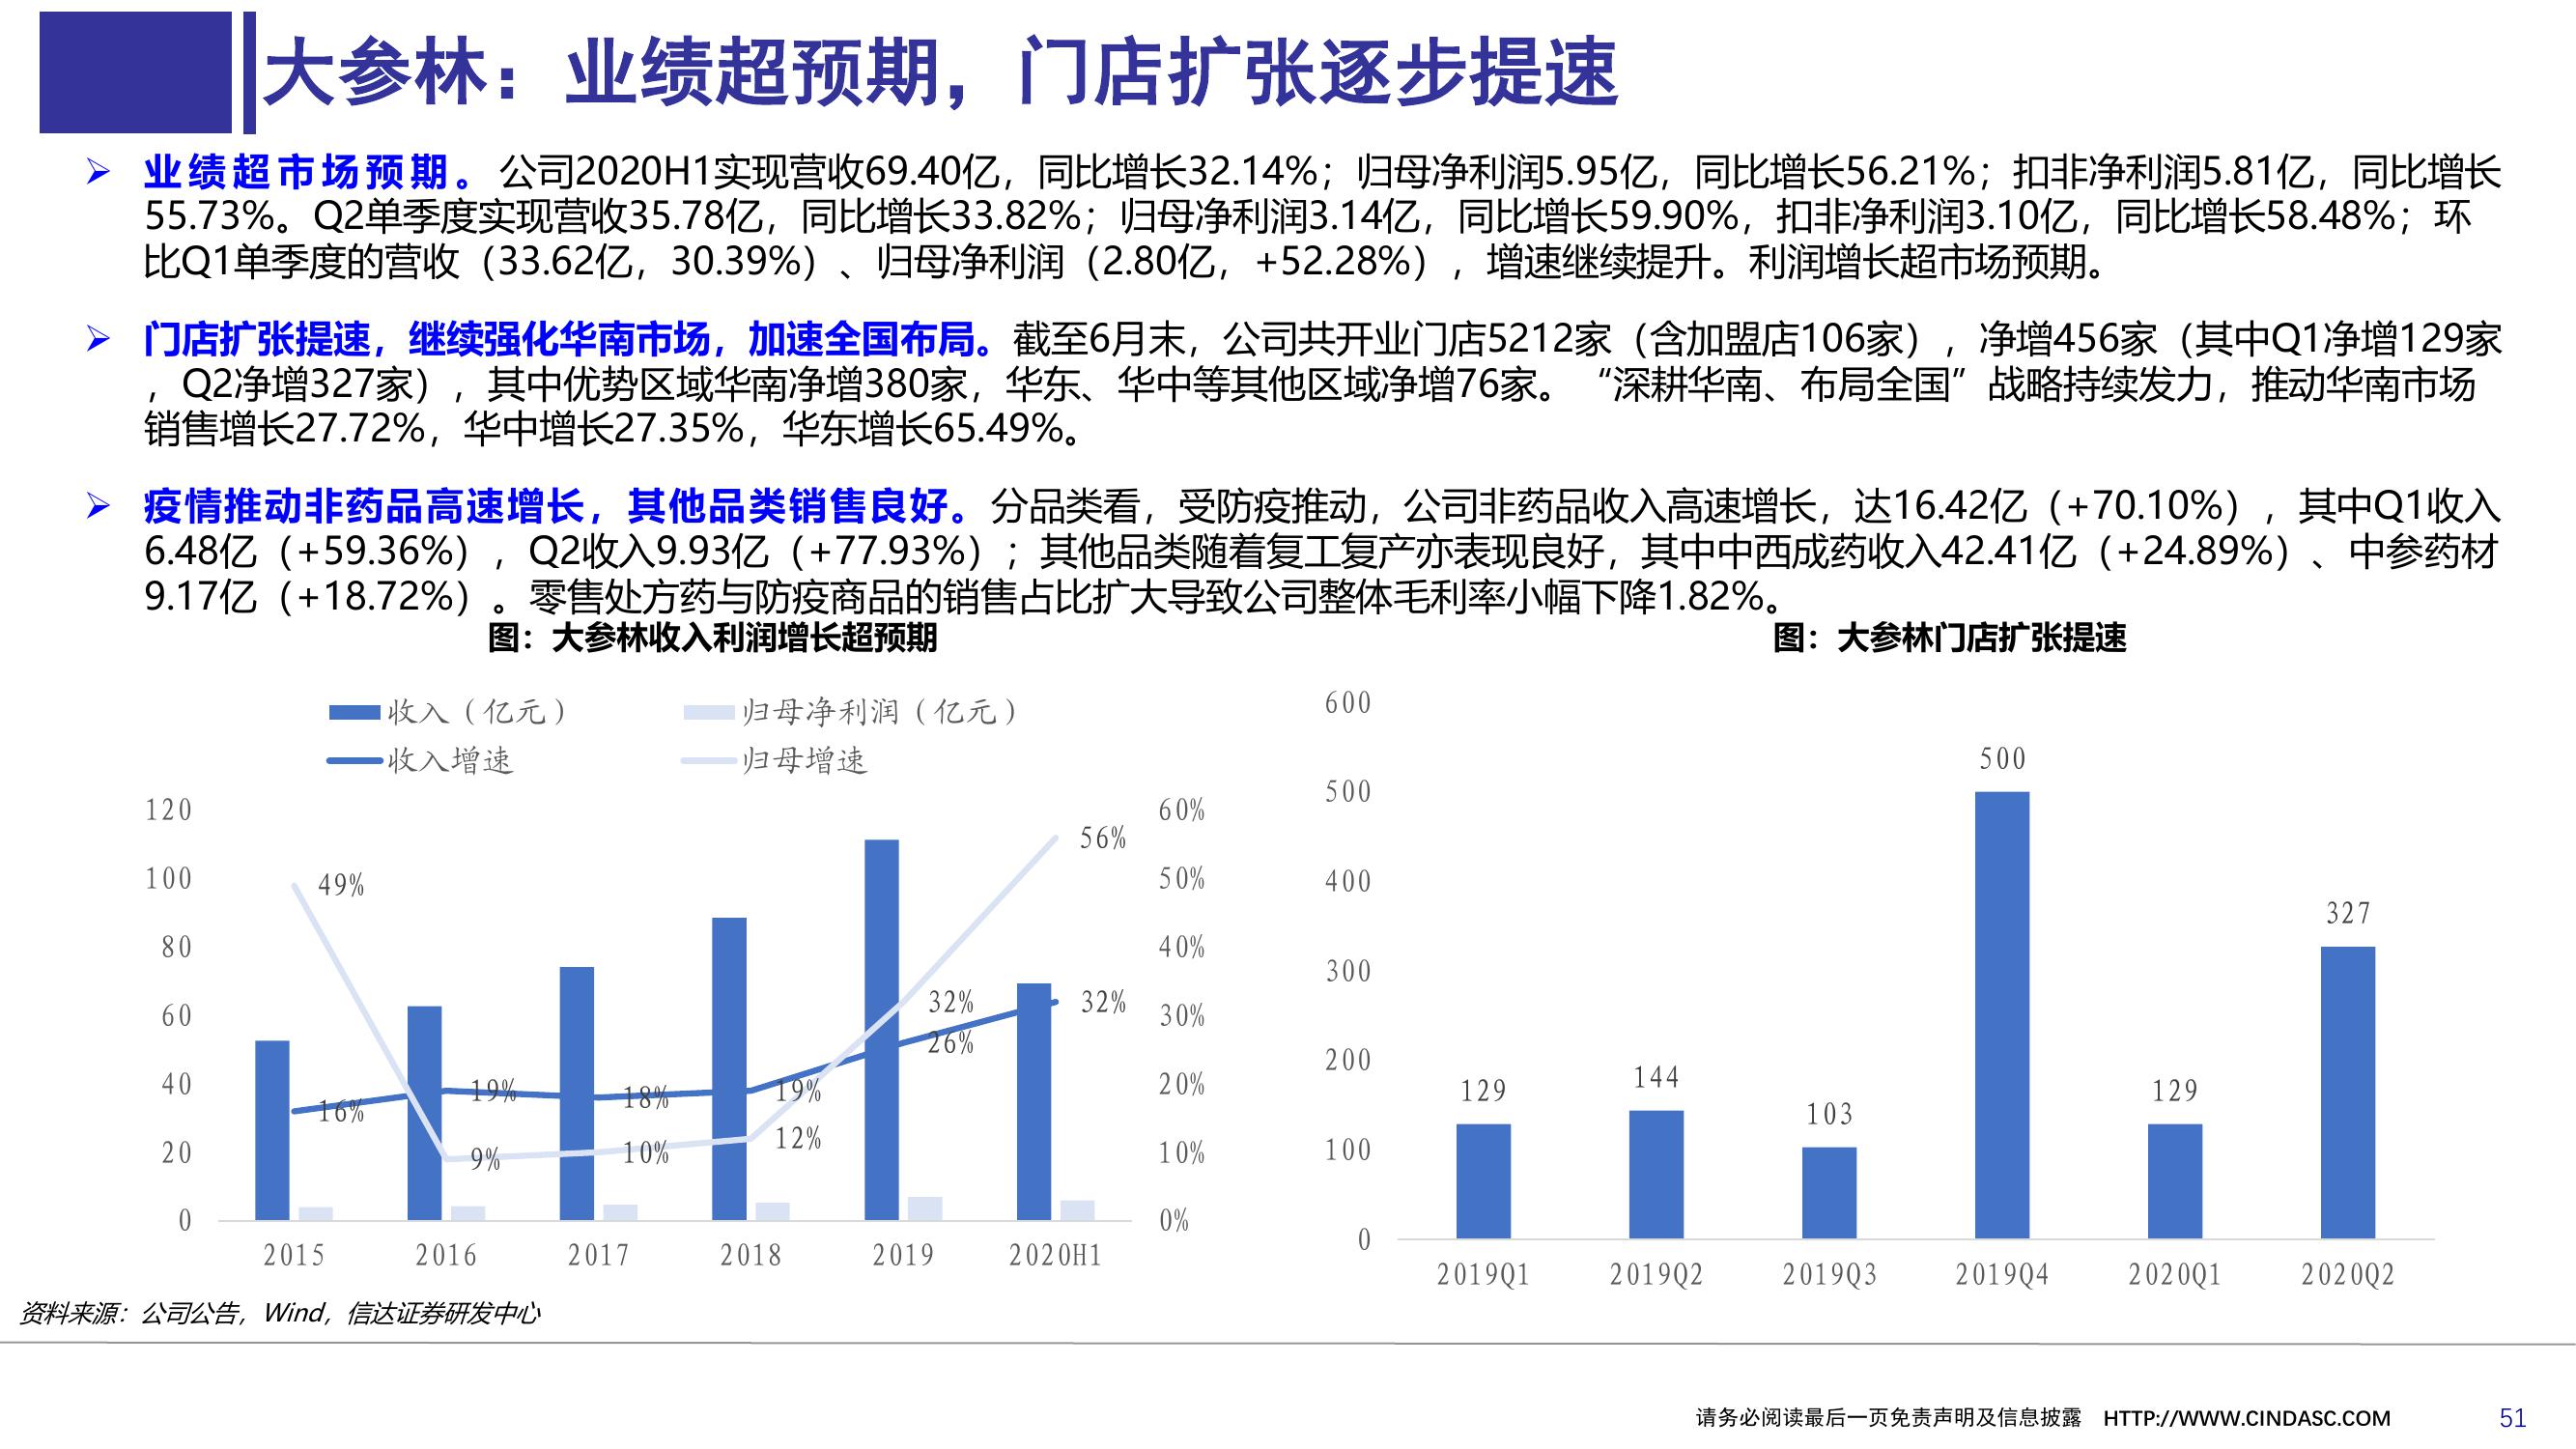 大参林：业绩超预期，门店扩张逐步提速
➢ 业绩超市场预期。公司2020H1实现营收69.40亿，同比增长32.14%；归母净利润5.95亿，同比增长56.21%；扣非净利润5.81亿，同比增长
55.73%。Q2单季度实现营收35.78亿，同比增长33.82%；归母净利润3.14亿，同比增长59.90%，扣非净利润3.10亿，同比增长58.48%；环
比Q1单季度的营收（33.62亿，30.39%）、归母净利润（2.80亿，+52.28%），增速继续提升。利润增长超市场预期。
➢ 门店扩张提速，继续强化华南市场，加速全国布局。截至6月末，公司共开业门店5212家（含加盟店106家），净增456家（其中Q1净增129家
，Q2净增327家），其中优势区域华南净增380家，华东、华中等其他区域净增76家。“深耕华南、布局全国”战略持续发力，推动华南市场
销售增长27.72%，华中增长27.35%，华东增长65.49%。
➢ 疫情推动非药品高速增长，其他品类销售良好。分品类看，受防疫推动，公司非药品收入高速增长，达16.42亿（+70.10%），其中Q1收入
6.48亿（+59.36%），Q2收入9.93亿（+77.93%）；其他品类随着复工复产亦表现良好，其中中西成药收入42.41亿（+24.89%）、中参药材
9.17亿（+18.72%）。零售处方药与防疫商品的销售占比扩大导致公司整体毛利率小幅下降1.82%。
图：大参林收入利润增长超预期
收入（亿元） 归母净利润（亿元）
收入增速 归母增速
120
100
80
60
40
20
0
60%
50%
40%
30%
20%
10%
0%
49%
9%
10%
12%
32%
56%
16%
19%
18%
19%
26%
32%
2015 2016 2017 2018 2019 2020H1
图：大参林门店扩张提速
600
500
400
300
200
100
0
129
144
103
500
129
327
2019Q1 2019Q2 2019Q3 2019Q4 2020Q1 2020Q2
资料来源：公司公告，Wind，信达证券研发中心
请务必阅读最后一页免责声明及信息披露 HTTP://WWW.CINDASC.COM 51